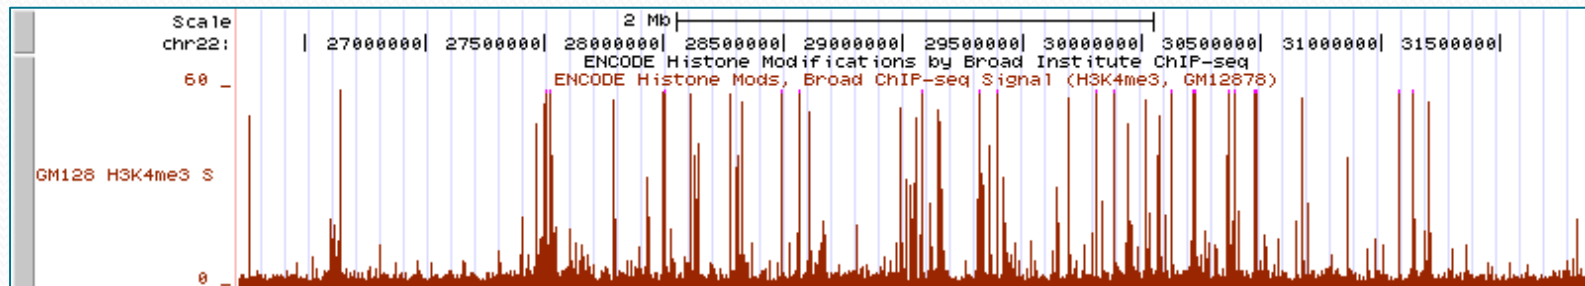 Scale 2 Mb
chr22: | 27000000| 27500000| 28000000| 28500000| 29000000| 29500000| 30000000| 30500000| 31000000| 31500000|
ENCODE Histone Modifications by Broad Institute ChIP-seq
60 _ ENCODE Histone Mods, Broad ChIP-seq Signal (H3K4me3, GM12878)
GM128 H3K4me3 S
0 _